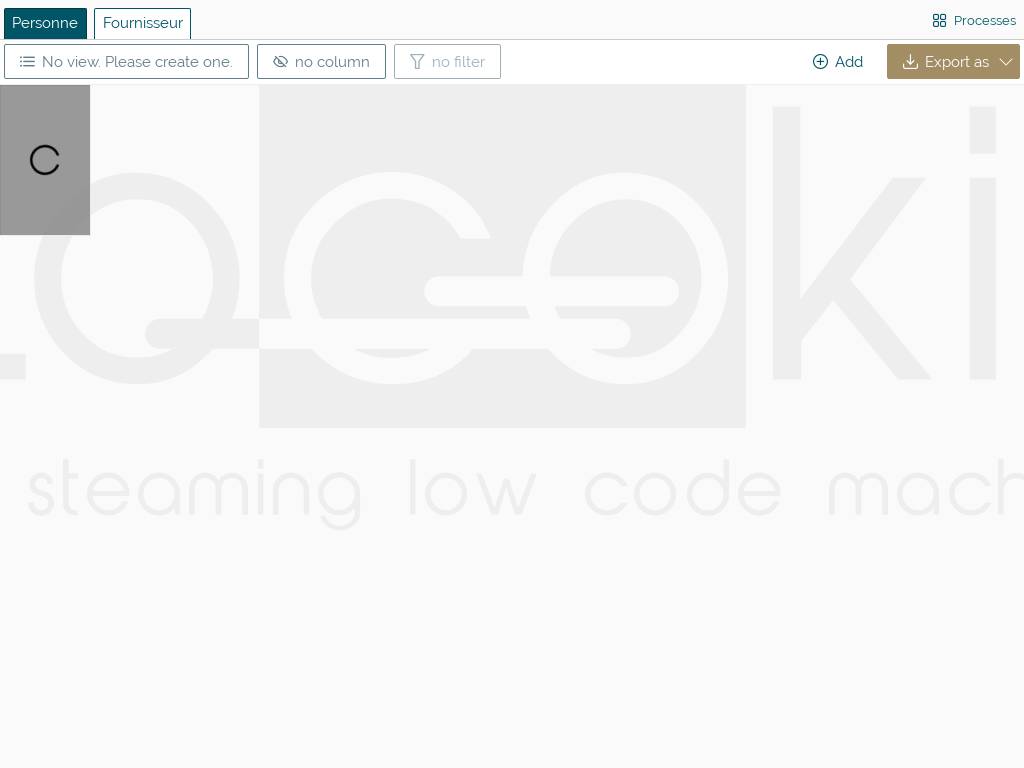 Personne
Fournisseur
Processes
No view. Please create one.
no column
no filter
Add
Export as
ki
steaming low code mach